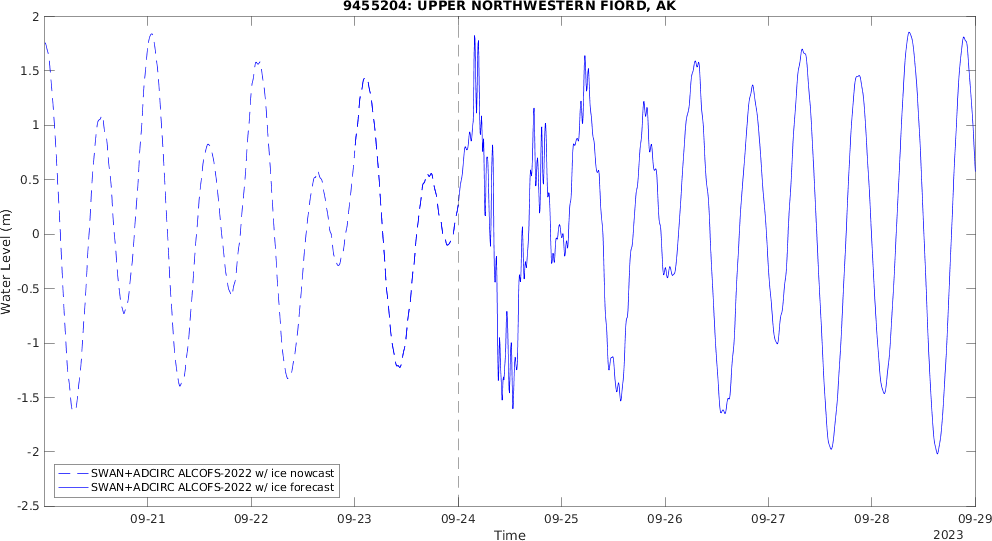 9455204: UPPER NORTHWESTERN FIORD, AK
2
1.5
1
0.5
0
-0.5
-1
-1.5
-2
-2.5
Water Level (m)
SWAN+ADCIRC ALCOFS-2022 w/ ice nowcast
SWAN+ADCIRC ALCOFS-2022 w/ ice forecast
09-21 09-22 09-23 09-24 09-25 09-26 09-27 09-28 09-29
Time
2023